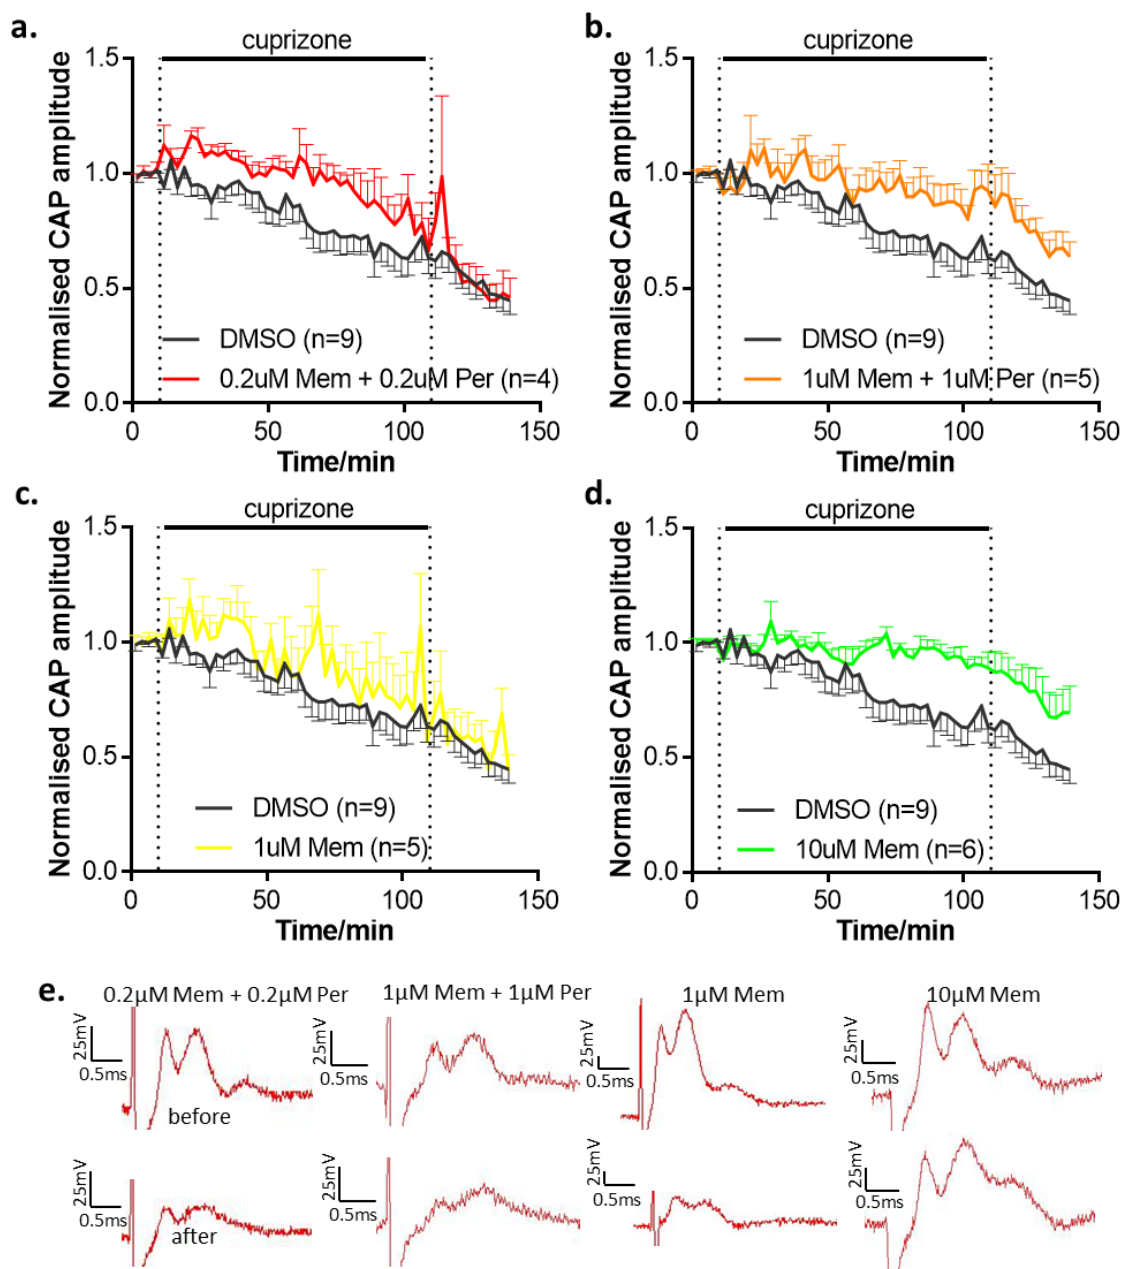 a.
cuprizone
Normalised CAP amplitude
1.5
1.0
0.5
0.0
DMSO (n=9)
0.2uM Mem + 0.2uM Per (n=4)
0
50
100
150
Time/min
b.
cuprizone
Normalised CAP amplitude
1.5
1.0
0.5
0.0
DMSO (n=9)
1uM Mem + 1uM Per (n=5)
0
50
100
150
Time/min
c.
cuprizone
Normalised CAP amplitude
1.5
1.0
0.5
0.0
DMSO (n=9)
1uM Mem (n=5)
0
50
100
150
Time/min
d.
cuprizone
Normalised CAP amplitude
1.5
1.0
0.5
0.0
DMSO (n=9)
10uM Mem (n=6)
0
50
100
150
Time/min
e.
0.2μM Mem + 0.2μM Per
1μM Mem + 1μM Per
1μM Mem
10μM Mem
25mV
0.5ms
before
25mV
0.5ms
25mV
0.5ms
25mV
0.5ms
25mV
0.5ms
after
25mV
0.5ms
25mV
0.5ms
25mV
0.5ms